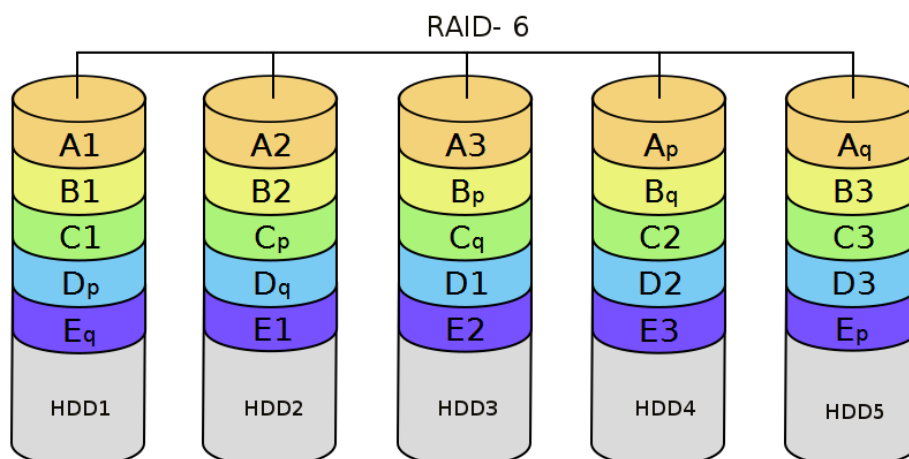 RAID- 6
A1 A2 A3 Ap Aq
B1 B2 Bp Bq B3
C1 Cp Cq C2 C3
Dp Dq D1 D2 D3
Eq E1 E2 E3 Ep
HDD1 HDD2 HDD3 HDD4 HDD5